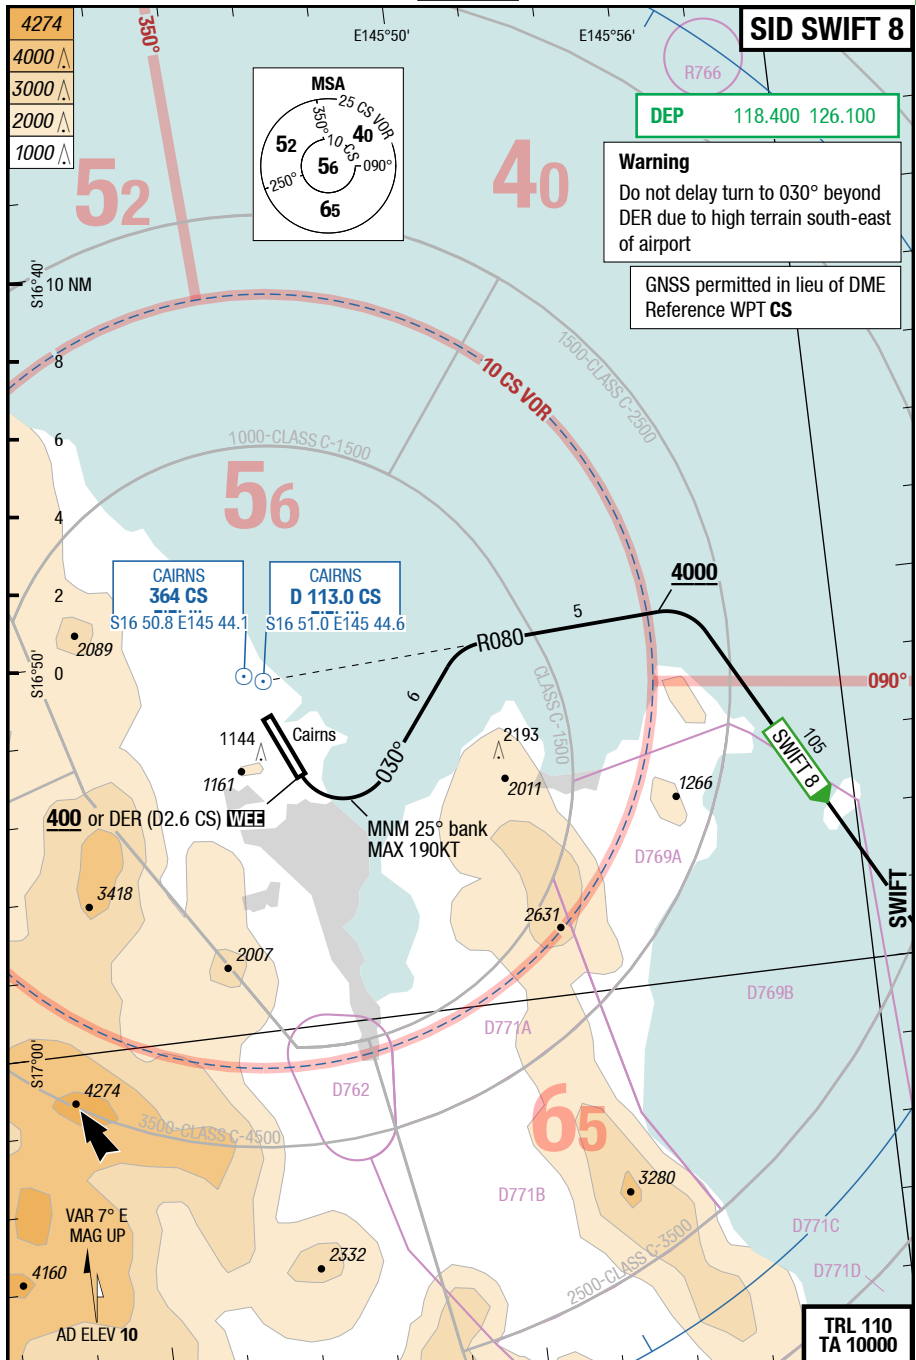 4274
4000
3000
2000
1000
350°
E145°50'
E145°56'
SID SWIFT 8
R766
DEP 118.400 126.100
Warning
Do not delay turn to 030° beyond
DER due to high terrain south-east
of airport
GNSS permitted in lieu of DME
Reference WPT CS
MSA
25 CS VOR
350°
10 CS
090°
250°
52
40
56
65
52
40
S16°40'
10 NM
8
6
4
2
0
10 CS VOR
1500-CLASS C-2500
1000-CLASS C-1500
56
CAIRNS
364 CS
S16 50.8 E145 44.1
CAIRNS
D 113.0 CS
S16 51.0 E145 44.6
4000
5
R080
2089
S16°50'
6
CLASS C-1500
090°
030°
Cairns
1144
1161
2193
2011
105
SWIFT 8
1266
400 or DER (D2.6 CS) WEE
MNM 25° bank
MAX 190KT
D769A
SWIFT
3418
2631
2007
D769B
D771A
S17°00'
D762
4274
3500-CLASS C-4500
65
3280
D771B
VAR 7° E
MAG UP
2332
D771C
2500-CLASS C-3500
D771D
4160
AD ELEV 10
TRL 110
TA 10000